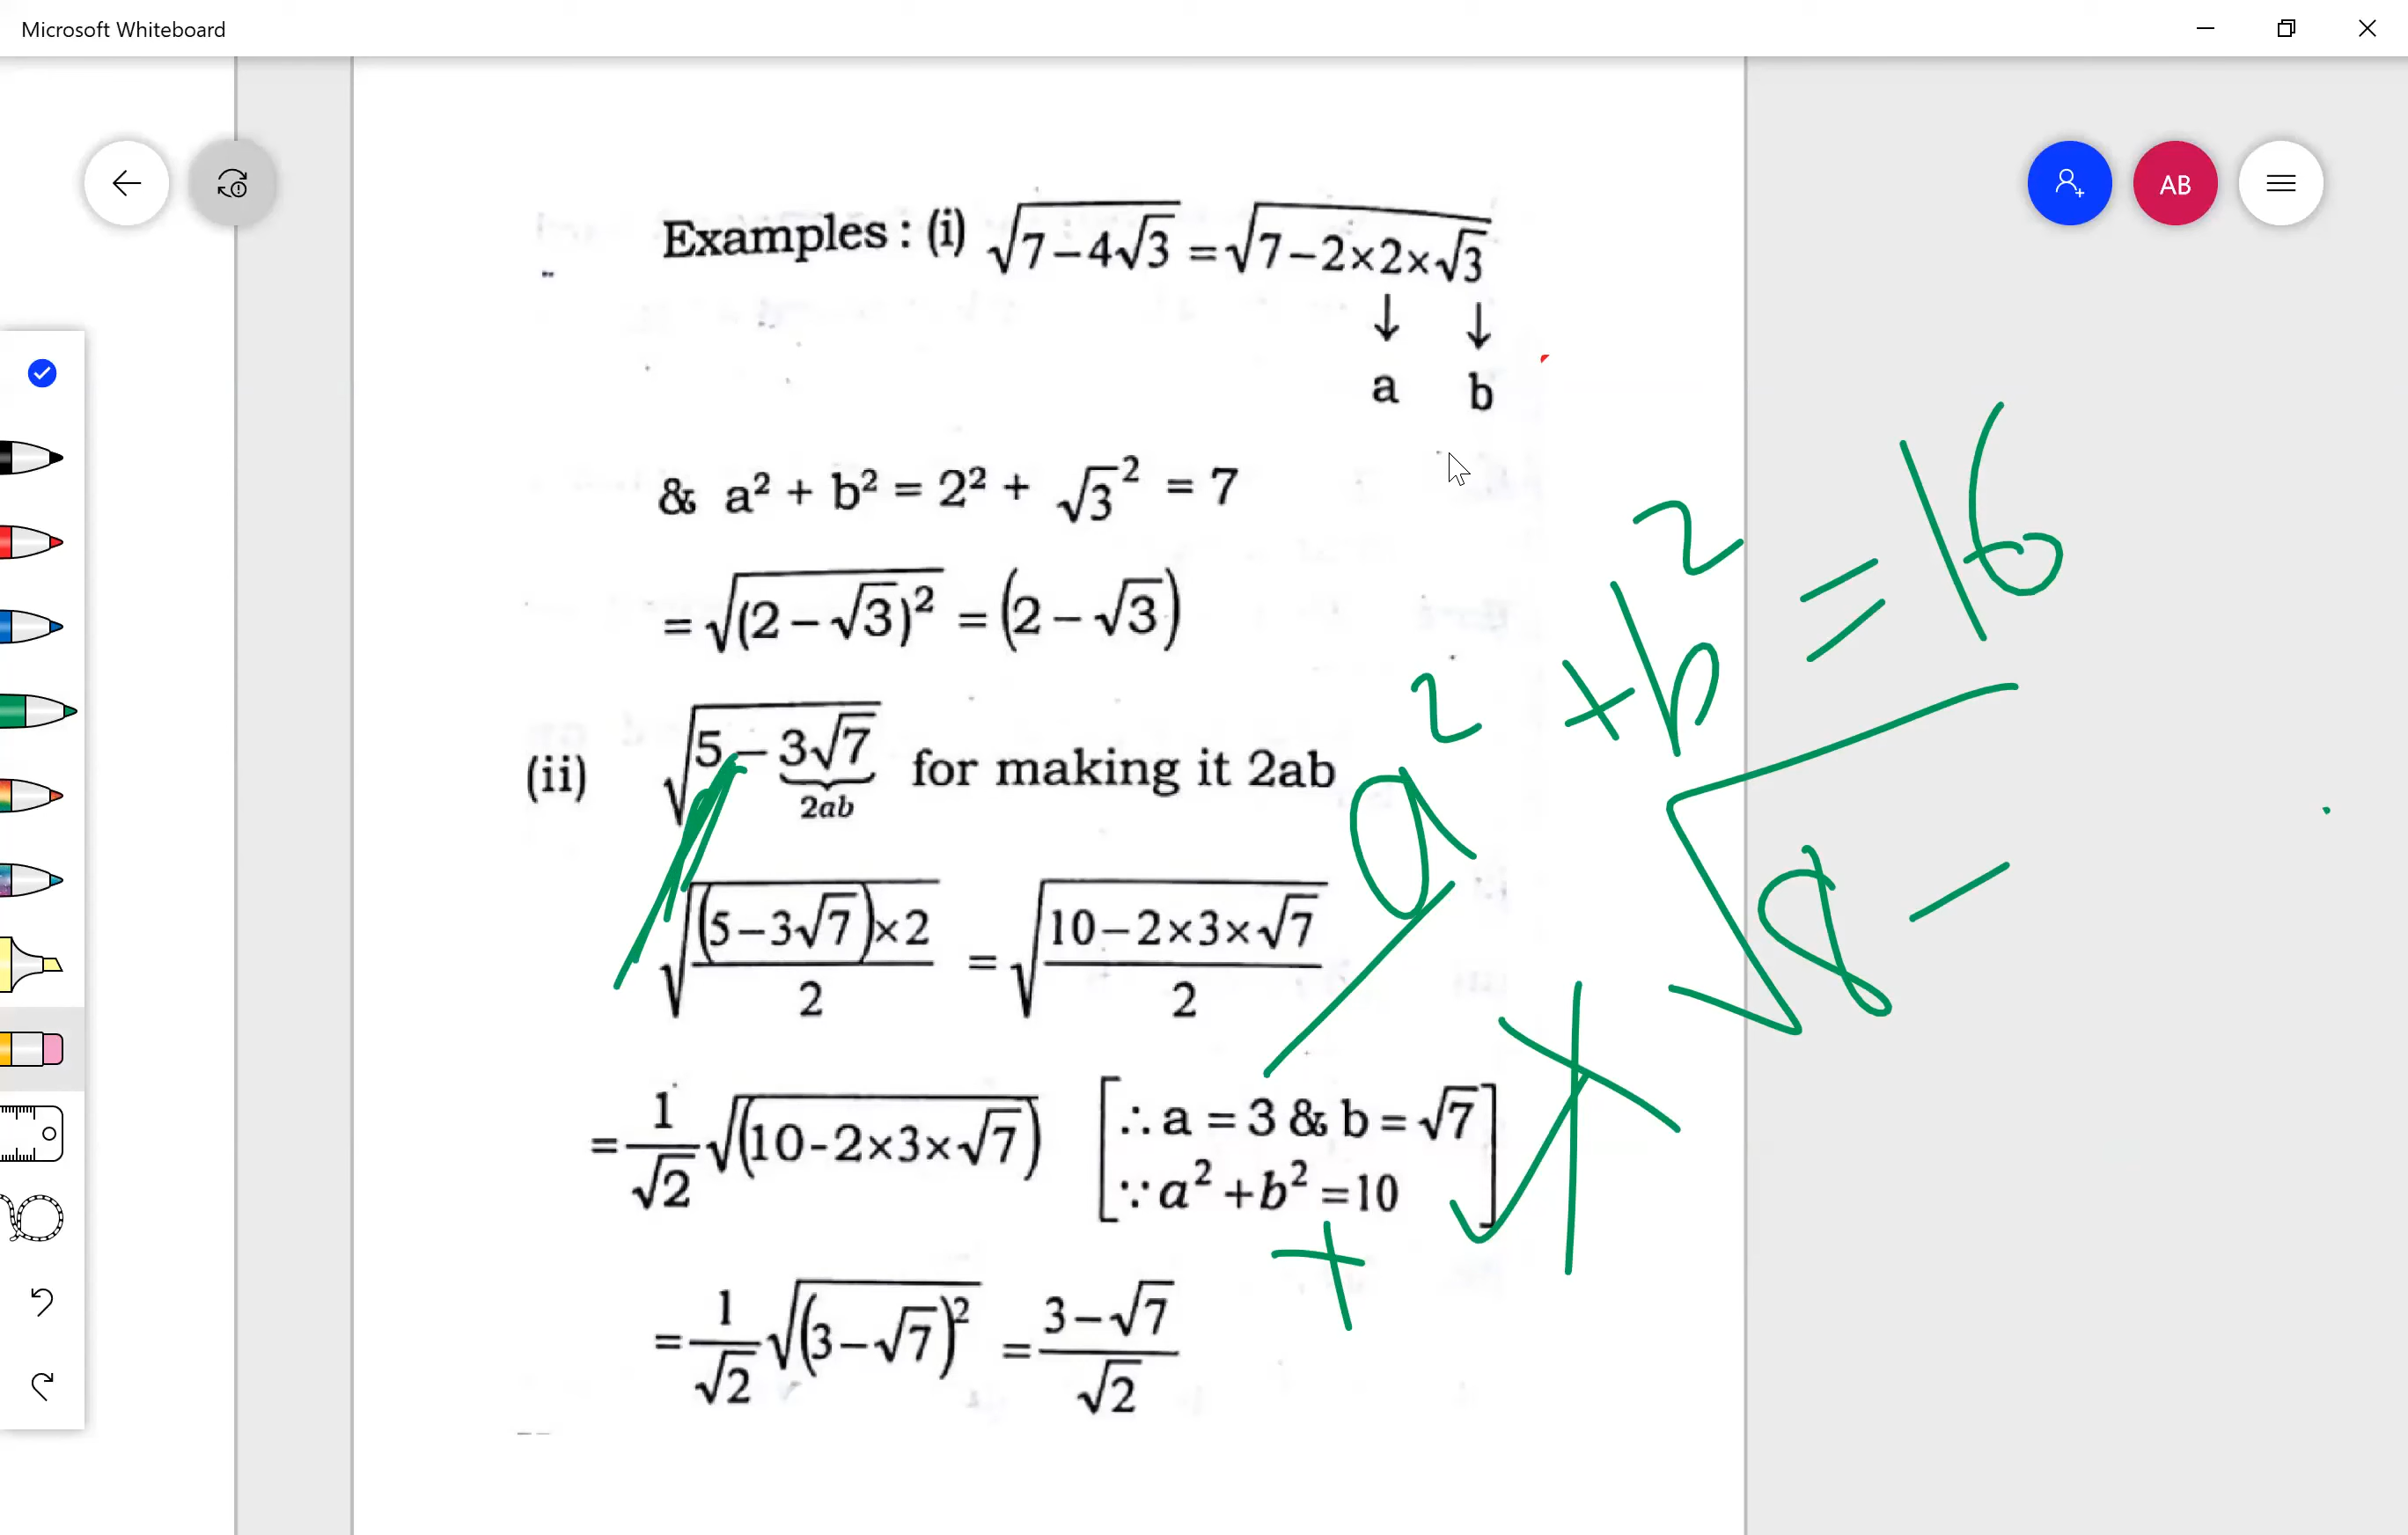 Microsoft Whiteboard
AB
Examples : (i) √(7−4√3) = √(7−2×2×√3)
↓ ↓
a b
& a² + b² = 2² + √3² = 7
= √((2−√3)²) = (2−√3)
(ii) √(5−3√7) for making it 2ab
2ab
√((5−3√7)×2 / 2) = √(10−2×3×√7 / 2)
= 1/√2 √(10-2×3×√7) [∴ a = 3 & b = √7
∵ a² + b² = 10]
= 1/√2 √((3−√7)²) = (3−√7)/√2
a² + b² = 16
√8 −
+